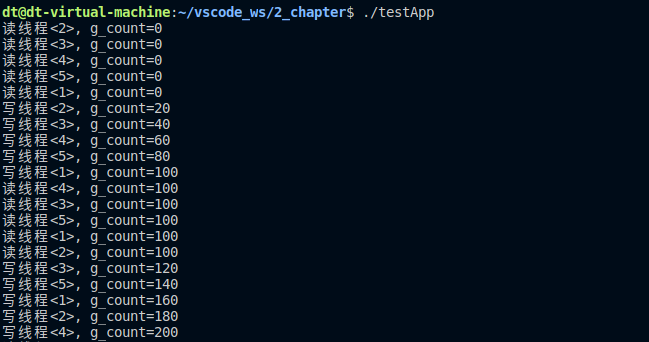 dt@dt-virtual-machine:~/vscode_ws/2_chapter$ ./testApp
读线程<2>, g_count=0
读线程<3>, g_count=0
读线程<4>, g_count=0
读线程<5>, g_count=0
读线程<1>, g_count=0
写线程<2>, g_count=20
写线程<3>, g_count=40
写线程<4>, g_count=60
写线程<5>, g_count=80
写线程<1>, g_count=100
读线程<4>, g_count=100
读线程<3>, g_count=100
读线程<5>, g_count=100
读线程<1>, g_count=100
读线程<2>, g_count=100
写线程<3>, g_count=120
写线程<5>, g_count=140
写线程<1>, g_count=160
写线程<2>, g_count=180
写线程<4>, g_count=200